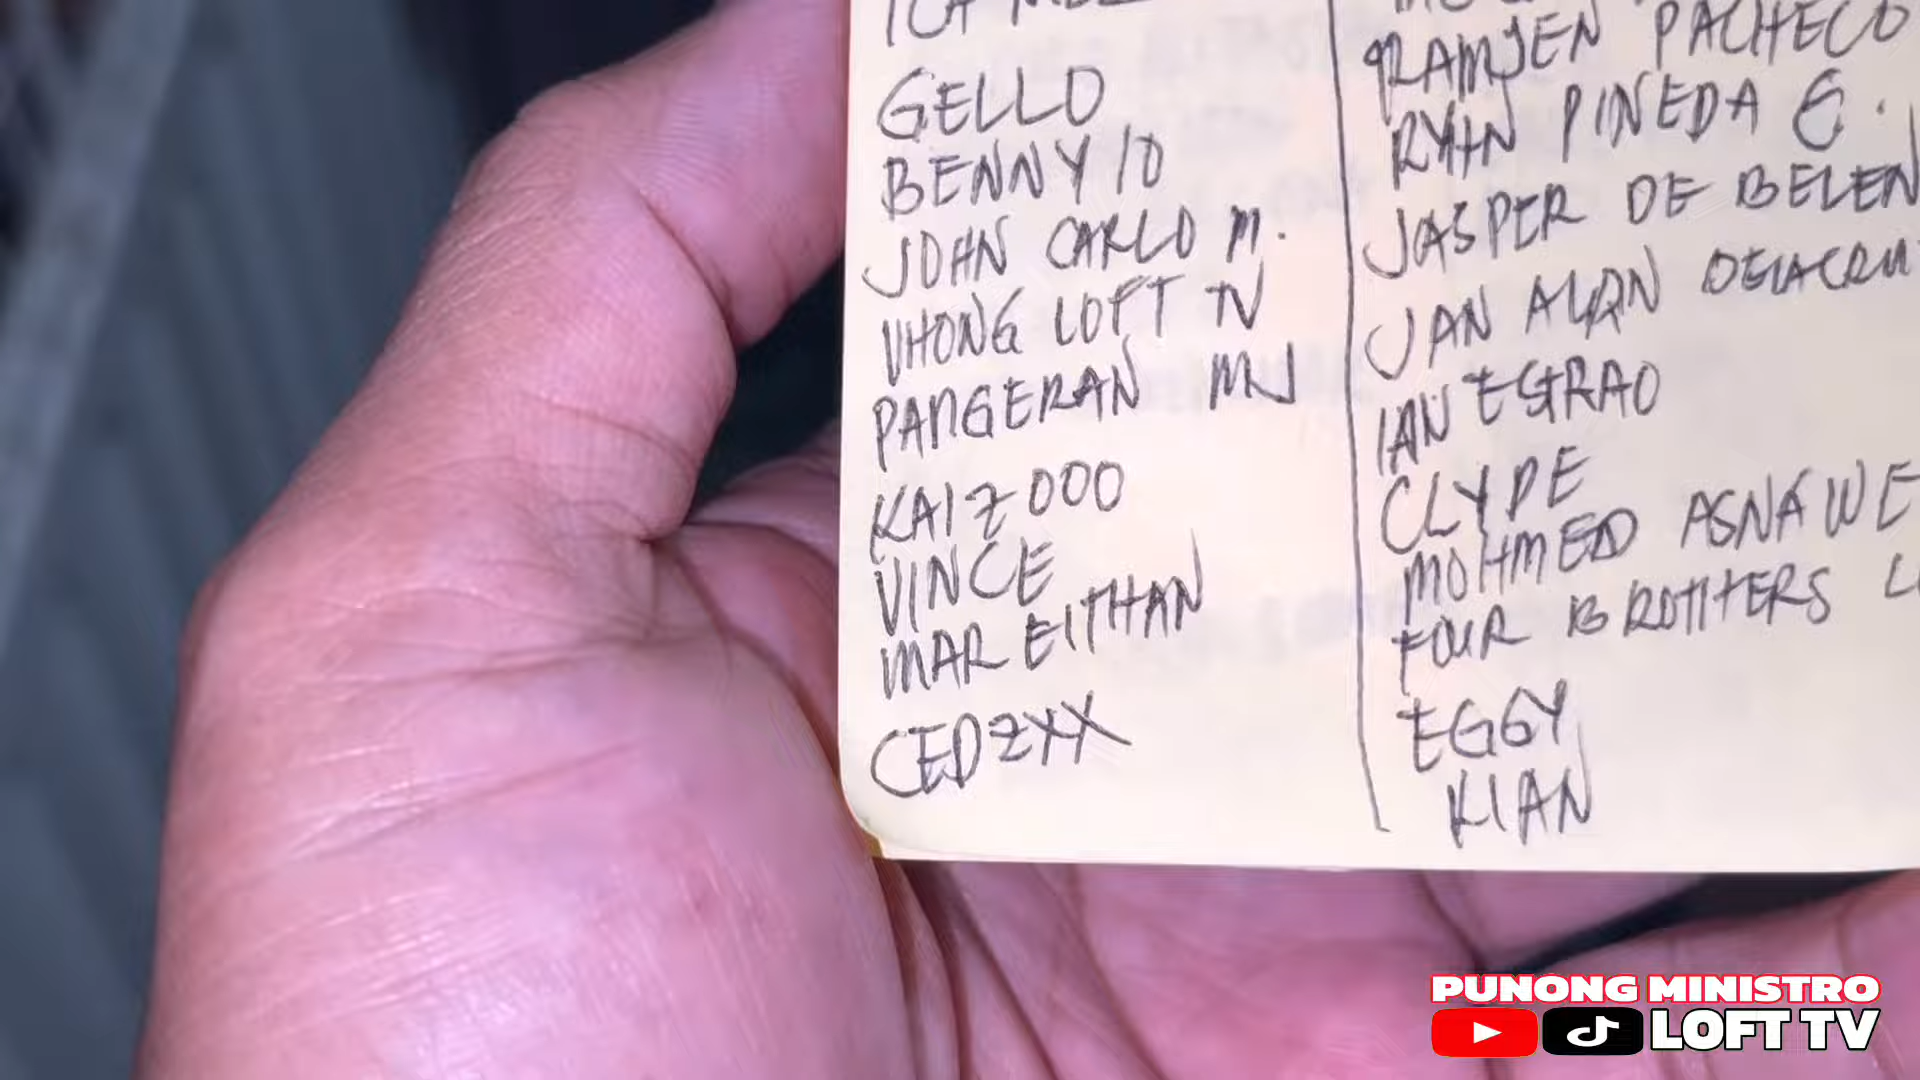 GELLO
BENNY 10
JOHN CARLO M.
VHONG LOFT TV
PANGERAN MJ
KAIZ000
VINCE
MAR EITHAN
CEDZXX
RAMJEN PACHECO
RYAN PINEDA G.
JASPER DE BELEN
JAN ALAN DELACRU
IAN EGRAO
CLYDE
MOHMED ASNAWE
FOUR BROTHERS L
EGGY
KIAN
PUNONG MINISTRO
LOFT TV